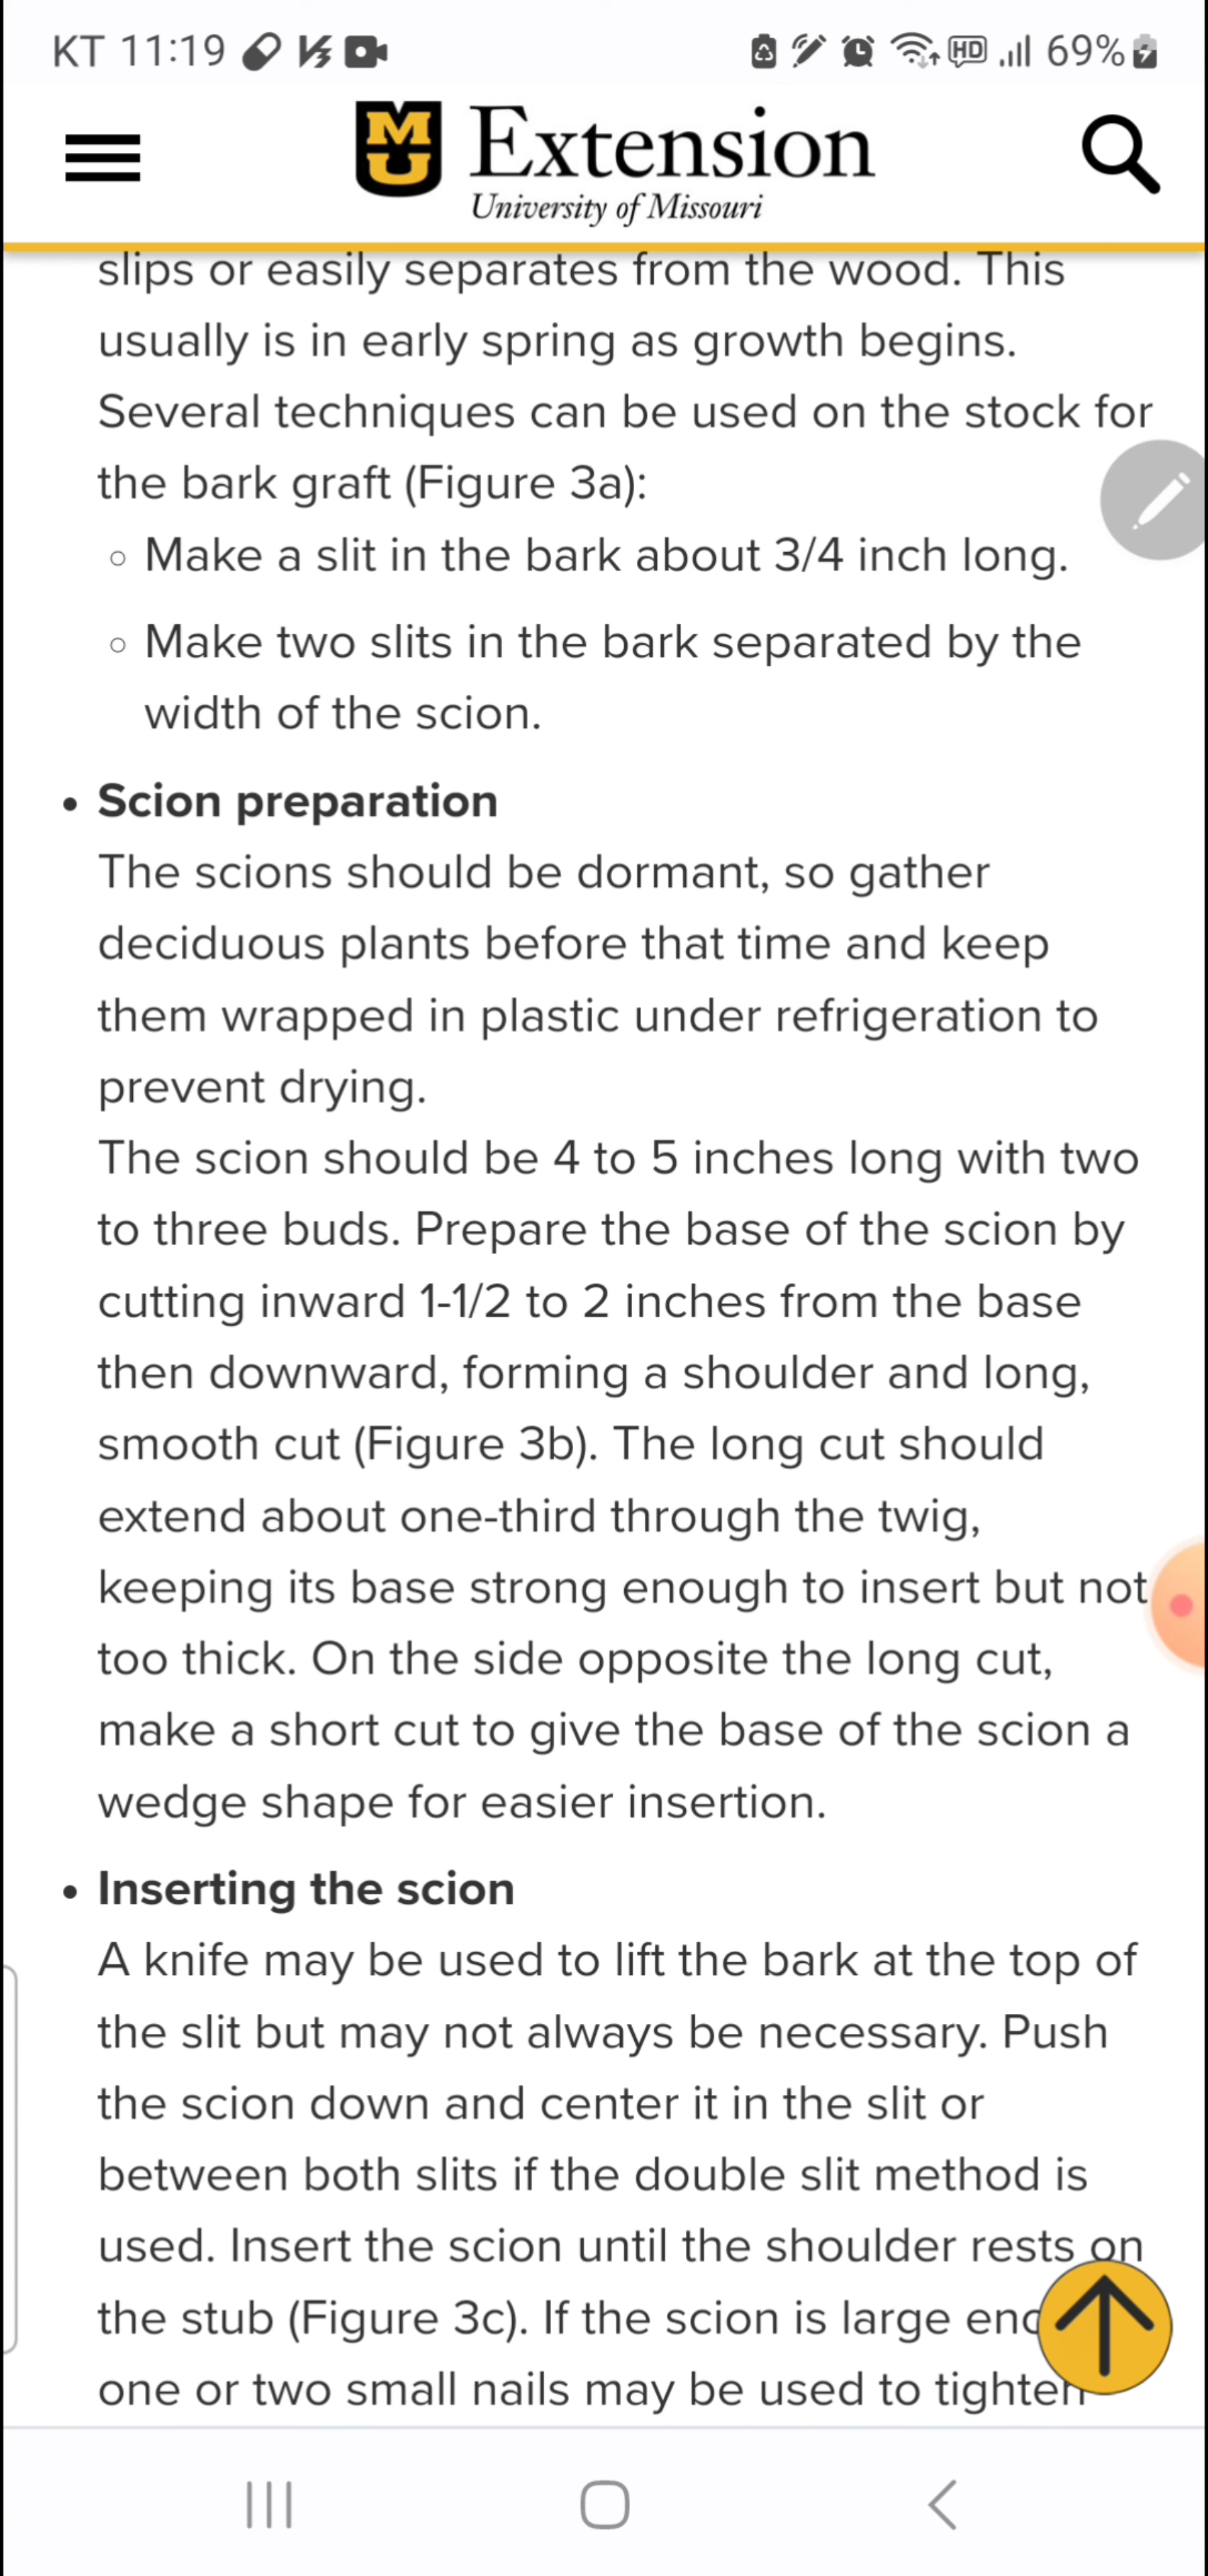 KT 11:19
HD 69%
Extension
University of Missouri
slips or easily separates from the wood. This
usually is in early spring as growth begins.
Several techniques can be used on the stock for
the bark graft (Figure 3a):
Make a slit in the bark about 3/4 inch long.
Make two slits in the bark separated by the
width of the scion.
Scion preparation
The scions should be dormant, so gather
deciduous plants before that time and keep
them wrapped in plastic under refrigeration to
prevent drying.
The scion should be 4 to 5 inches long with two
to three buds. Prepare the base of the scion by
cutting inward 1-1/2 to 2 inches from the base
then downward, forming a shoulder and long,
smooth cut (Figure 3b). The long cut should
extend about one-third through the twig,
keeping its base strong enough to insert but not
too thick. On the side opposite the long cut,
make a short cut to give the base of the scion a
wedge shape for easier insertion.
Inserting the scion
A knife may be used to lift the bark at the top of
the slit but may not always be necessary. Push
the scion down and center it in the slit or
between both slits if the double slit method is
used. Insert the scion until the shoulder rests on
the stub (Figure 3c). If the scion is large
one or two small nails may be used to tighten